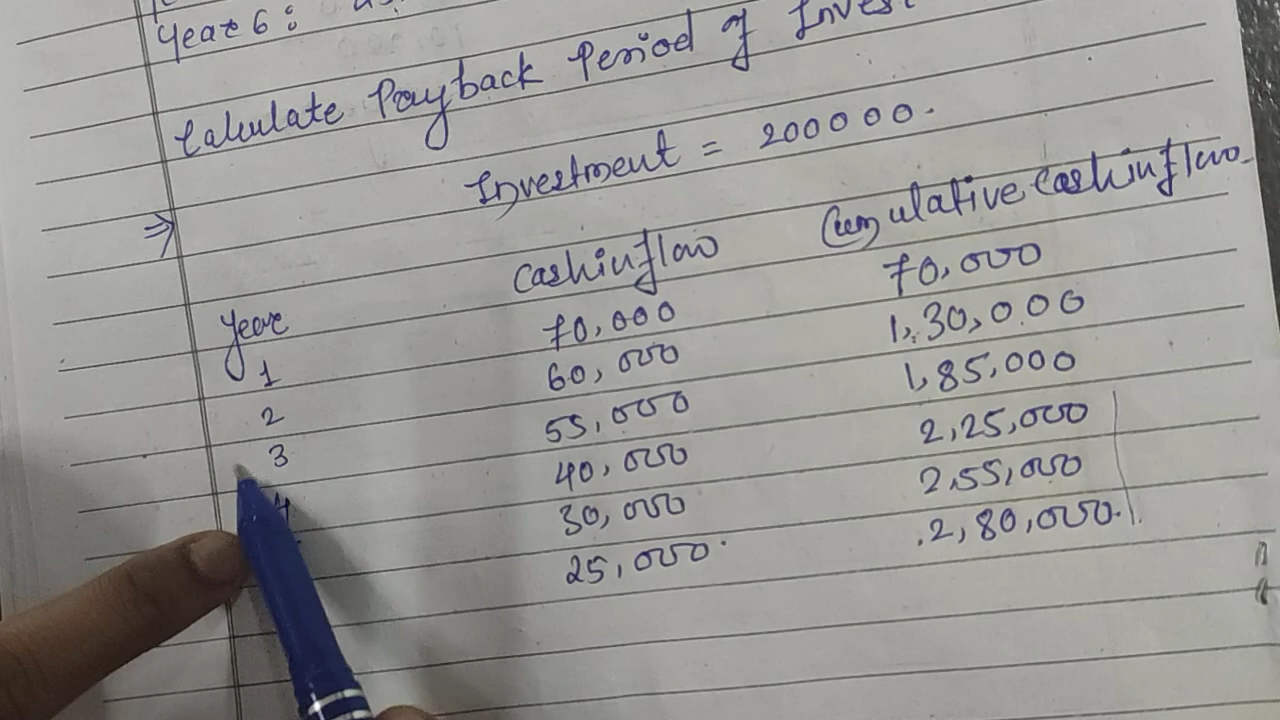 Year 6:
Calculate Payback Period of
Investment = 200000.
⇒
Year Cashinflow Cumulative Cashinflow
1 70,000 70,000
2 60,000 1,30,000
3 55,000 1,85,000
4 40,000 2,25,000
30,000 2,55,000
25,000. 2,80,000.